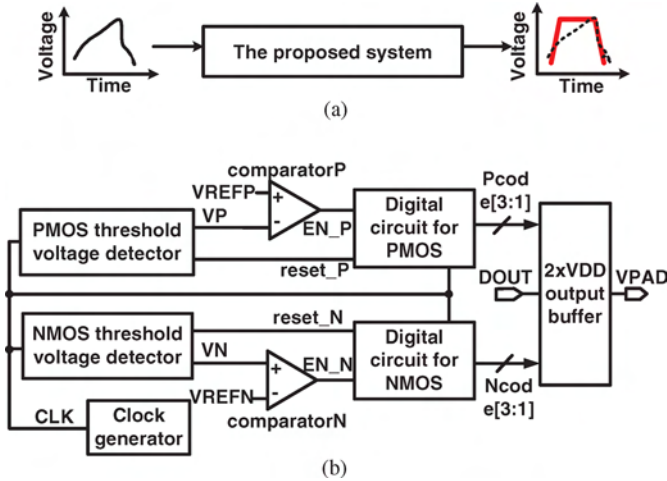 Voltage
Time
The proposed system
Voltage
Time
(a)
comparatorP
VREFP
+
-
VP
EN_P
PMOS threshold
voltage detector
reset_P
Digital
circuit for
PMOS
Pcod
e[3:1]
DOUT
2xVDD
output
buffer
VPAD
NMOS threshold
voltage detector
reset_N
VN
+
-
EN_N
VREFN
comparatorN
Digital
circuit for
NMOS
Ncod
e[3:1]
CLK
Clock
generator
(b)